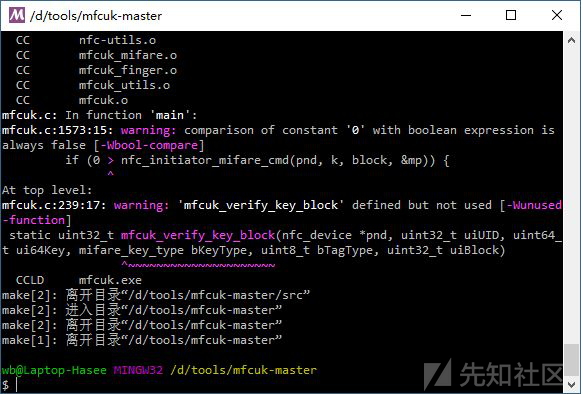 /d/tools/mfcuk-master
CC nfc-utils.o
CC mfcuk_mifare.o
CC mfcuk_finger.o
CC mfcuk_utils.o
CC mfcuk.o
mfcuk.c: In function 'main':
mfcuk.c:1573:15: warning: comparison of constant '0' with boolean expression is
always false [-Wbool-compare]
if (0 > nfc_initiator_mifare_cmd(pnd, k, block, &mp)) {
^
At top level:
mfcuk.c:239:17: warning: 'mfcuk_verify_key_block' defined but not used [-Wunused
-function]
static uint32_t mfcuk_verify_key_block(nfc_device *pnd, uint32_t uiUID, uint64_
t ui64Key, mifare_key_type bKeyType, uint8_t bTagType, uint32_t uiBlock)
^~~~~~~~~~~~~~~~~~~~~~
CCLD mfcuk.exe
make[2]: 离开目录“/d/tools/mfcuk-master/src”
make[2]: 进入目录“/d/tools/mfcuk-master”
make[2]: 离开目录“/d/tools/mfcuk-master”
make[1]: 离开目录“/d/tools/mfcuk-master”
wb@Laptop-Hasee MINGW32 /d/tools/mfcuk-master
$
先知社区